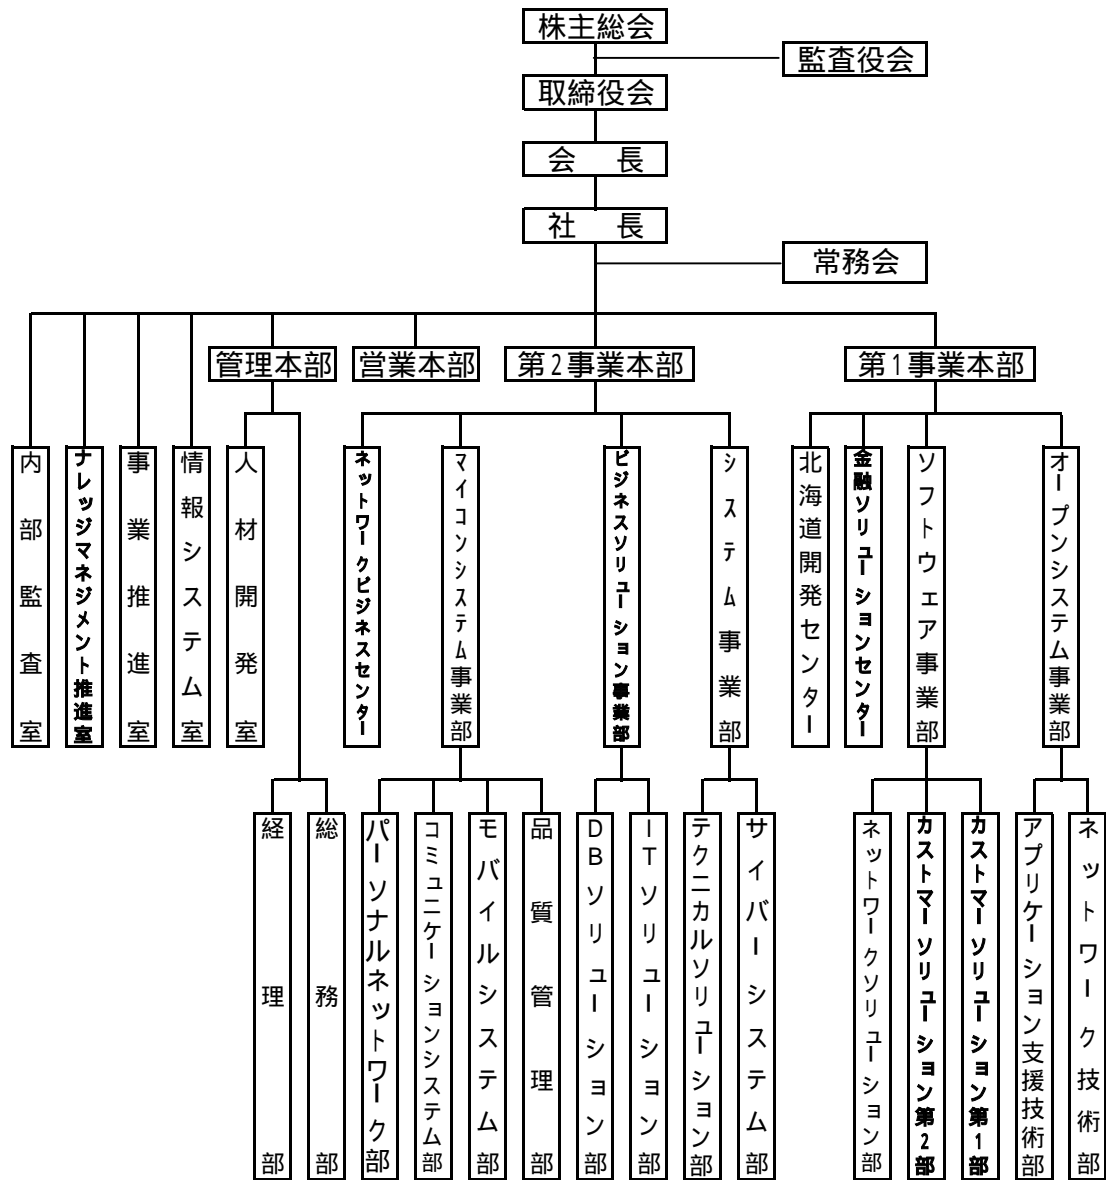 株主総会
監査役会
取締役会
会　長
社　長
常務会
管理本部
営業本部
第2事業本部
第1事業本部
内部監査室
ナレッジマネジメント推進室
事業推進室
情報システム室
人材開発室
ネットワークビジネスセンター
マイコンシステム事業部
ビジネスソリューション事業部
システム事業部
北海道開発センター
金融ソリューションセンター
ソフトウェア事業部
オープンシステム事業部
経理部
総務部
パーソナルネットワーク部
コミュニケーションシステム部
モバイルシステム部
品質管理部
DBソリューション部
ITソリューション部
テクニカルソリューション部
サイバーシステム部
ネットワークソリューション部
カストマーソリューション第2部
カストマーソリューション第1部
アプリケーション支援技術部
ネットワーク技術部